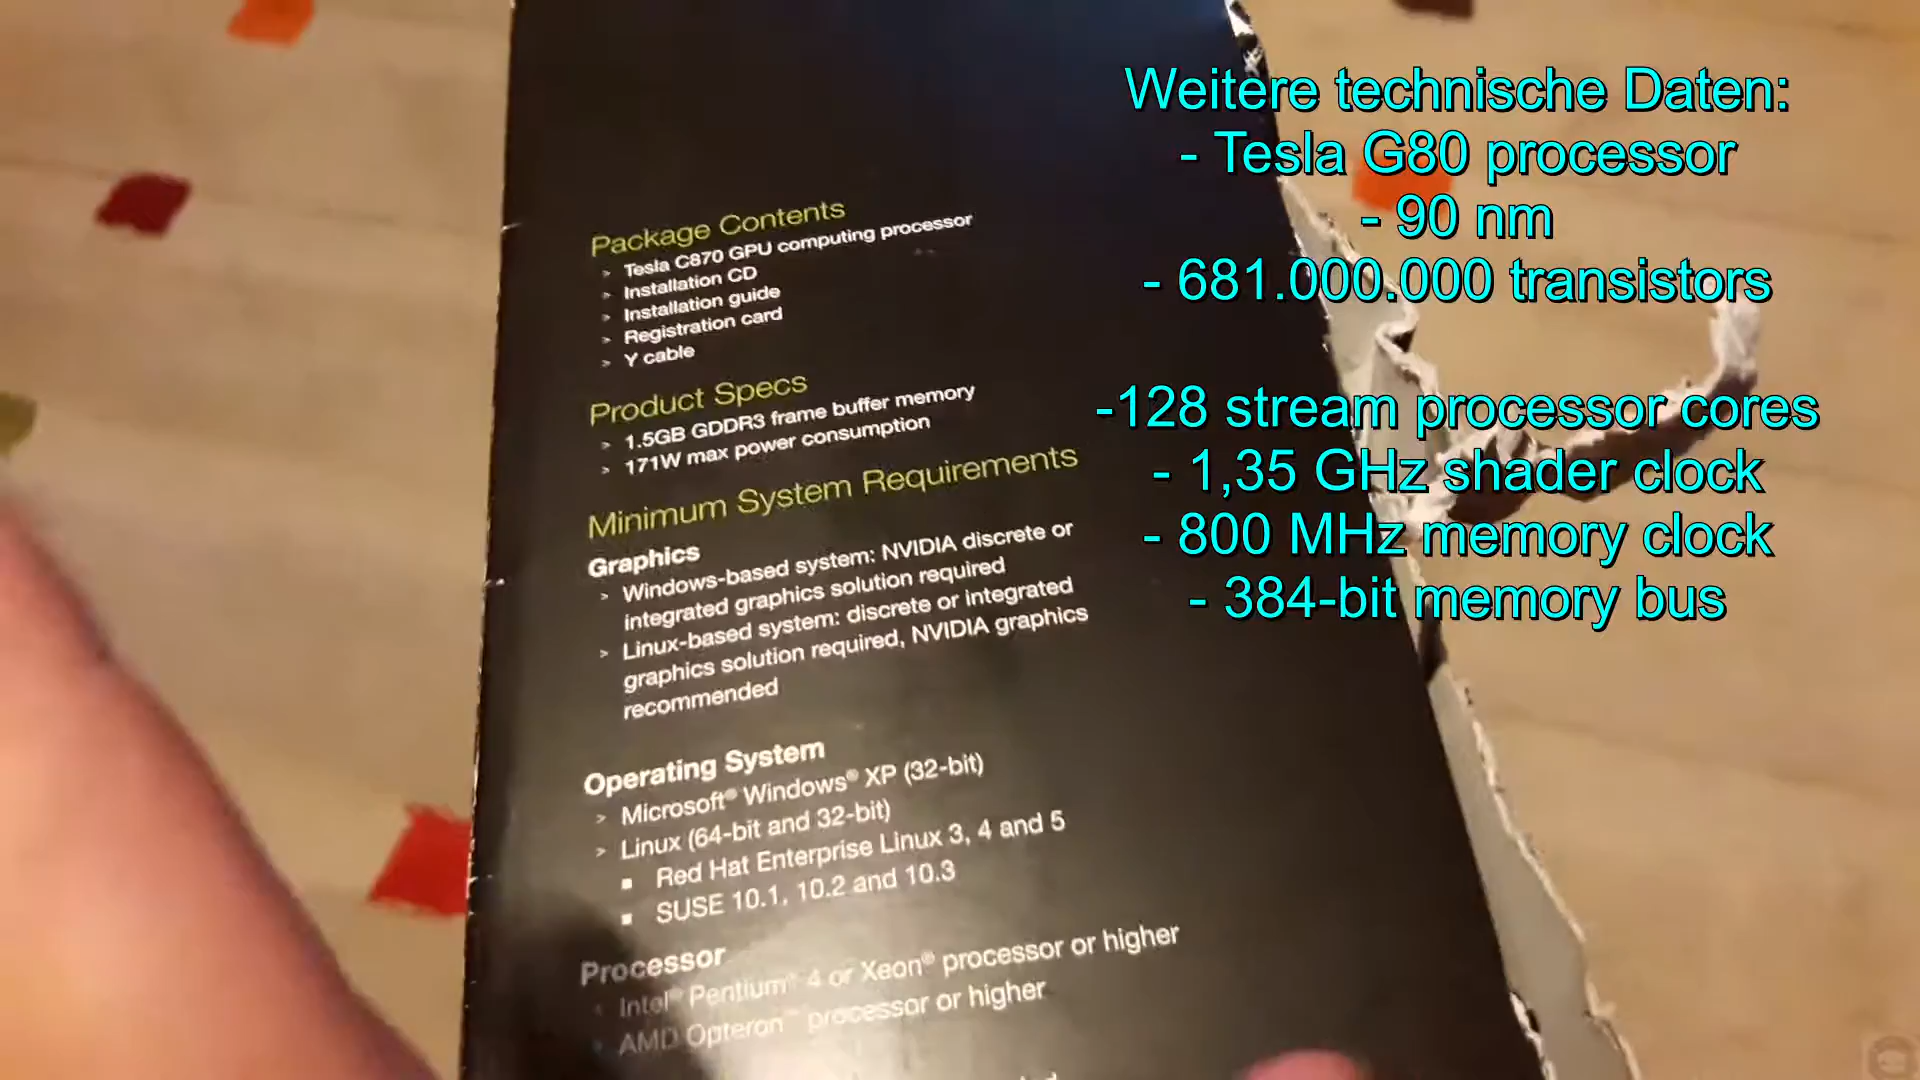 Package Contents
> Tesla C870 GPU computing processor
> Installation CD
> Installation guide
> Registration card
> Y cable
Product Specs
> 1.5GB GDDR3 frame buffer memory
> 171W max power consumption
Minimum System Requirements
Graphics
> Windows-based system: NVIDIA discrete or
integrated graphics solution required
> Linux-based system: discrete or integrated
graphics solution required, NVIDIA graphics
recommended
Operating System
> Microsoft® Windows® XP (32-bit)
> Linux (64-bit and 32-bit)
▪ Red Hat Enterprise Linux 3, 4 and 5
▪ SUSE 10.1, 10.2 and 10.3
Processor
> Intel® Pentium® 4 or Xeon® processor or higher
> AMD Opteron™ processor or higher
Weitere technische Daten:
- Tesla G80 processor
- 90 nm
- 681.000.000 transistors
-128 stream processor cores
- 1,35 GHz shader clock
- 800 MHz memory clock
- 384-bit memory bus